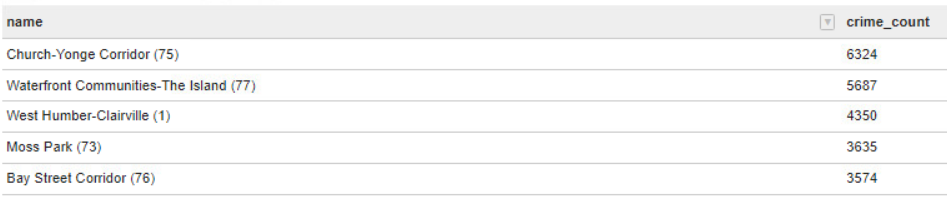 name crime_count
Church-Yonge Corridor (75) 6324
Waterfront Communities-The Island (77) 5687
West Humber-Clairville (1) 4350
Moss Park (73) 3635
Bay Street Corridor (76) 3574